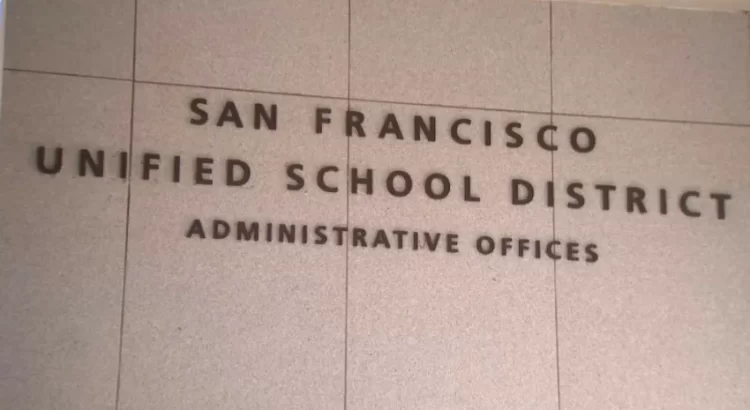 SAN FRANCISCO
UNIFIED SCHOOL DISTRICT
ADMINISTRATIVE OFFICES